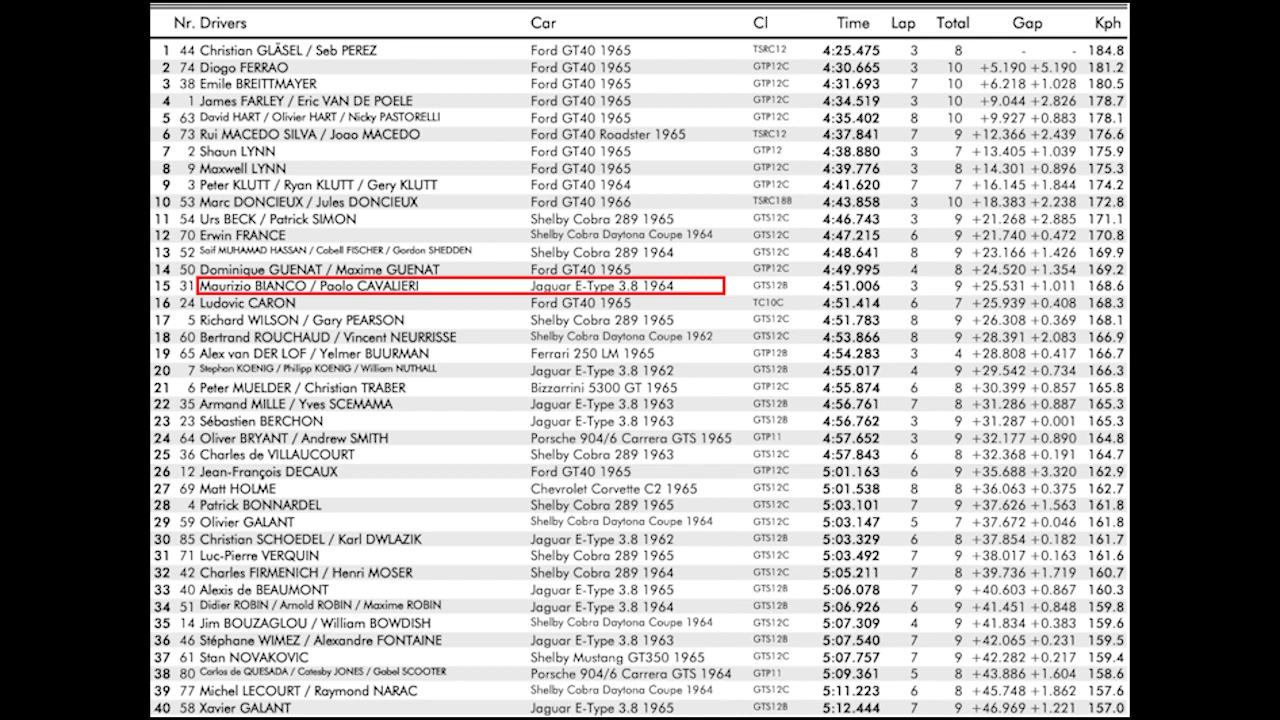 Nr. Drivers Car Cl Time Lap Total Gap Kph
1 44 Christian GLÄSEL / Seb PEREZ Ford GT40 1965 TSRC12 4:25.475 3 8 - - 184.8
2 74 Diogo FERRAO Ford GT40 1965 GTP12C 4:30.665 3 10 +5.190 +5.190 181.2
3 38 Emile BREITTMAYER Ford GT40 1965 GTP12C 4:31.693 7 10 +6.218 +1.028 180.5
4 1 James FARLEY / Eric VAN DE POELE Ford GT40 1965 GTP12C 4:34.519 3 10 +9.044 +2.826 178.7
5 63 David HART / Olivier HART / Nicky PASTORELLI Ford GT40 1965 GTP12C 4:35.402 8 10 +9.927 +0.883 178.1
6 73 Rui MACEDO SILVA / Joao MACEDO Ford GT40 Roadster 1965 TSRC12 4:37.841 7 9 +12.366 +2.439 176.6
7 2 Shaun LYNN Ford GT40 1965 GTP12 4:38.880 3 7 +13.405 +1.039 175.9
8 9 Maxwell LYNN Ford GT40 1965 GTP12C 4:39.776 3 8 +14.301 +0.896 175.3
9 3 Peter KLUTT / Ryan KLUTT / Gery KLUTT Ford GT40 1964 GTP12C 4:41.620 7 7 +16.145 +1.844 174.2
10 53 Marc DONCIEUX / Jules DONCIEUX Ford GT40 1966 TSRC18B 4:43.858 3 10 +18.383 +2.238 172.8
11 54 Urs BECK / Patrick SIMON Shelby Cobra 289 1965 GTS12C 4:46.743 3 9 +21.268 +2.885 171.1
12 70 Erwin FRANCE Shelby Cobra Daytona Coupe 1964 GTS12C 4:47.215 6 9 +21.740 +0.472 170.8
13 52 Saif MUHAMAD HASSAN / Cabell FISCHER / Gordon SHEDDEN Shelby Cobra 289 1964 GTS12C 4:48.641 8 9 +23.166 +1.426 169.9
14 50 Dominique GUENAT / Maxime GUENAT Ford GT40 1965 GTP12C 4:49.995 4 8 +24.520 +1.354 169.2
15 31 Maurizio BIANCO / Paolo CAVALIERI Jaguar E-Type 3.8 1964 GTS12B 4:51.006 3 9 +25.531 +1.011 168.6
16 24 Ludovic CARON Ford GT40 1965 TC10C 4:51.414 6 7 +25.939 +0.408 168.3
17 5 Richard WILSON / Gary PEARSON Shelby Cobra 289 1965 GTS12C 4:51.783 8 9 +26.308 +0.369 168.1
18 60 Bertrand ROUCHAUD / Vincent NEURRISSE Shelby Cobra Daytona Coupe 1962 GTS12C 4:53.866 8 9 +28.391 +2.083 166.9
19 65 Alex van DER LOF / Yelmer BUURMAN Ferrari 250 LM 1965 GTP12B 4:54.283 3 4 +28.808 +0.417 166.7
20 7 Stephan KOENIG / Philipp KOENIG / William NUTHALL Jaguar E-Type 3.8 1962 GTS12B 4:55.017 4 9 +29.542 +0.734 166.3
21 6 Peter MUELDER / Christian TRABER Bizzarrini 5300 GT 1965 GTP12C 4:55.874 6 8 +30.399 +0.857 165.8
22 35 Armand MILLE / Yves SCEMAMA Jaguar E-Type 3.8 1963 GTS12B 4:56.761 7 8 +31.286 +0.887 165.3
23 23 Sébastien BERCHON Jaguar E-Type 3.8 1963 GTS12B 4:56.762 3 9 +31.287 +0.001 165.3
24 64 Oliver BRYANT / Andrew SMITH Porsche 904/6 Carrera GTS 1965 GTP11 4:57.652 3 9 +32.177 +0.890 164.8
25 36 Charles de VILLAUCOURT Shelby Cobra 289 1963 GTS12C 4:57.843 6 8 +32.368 +0.191 164.7
26 12 Jean-François DECAUX Ford GT40 1965 GTP12C 5:01.163 6 9 +35.688 +3.320 162.9
27 69 Matt HOLME Chevrolet Corvette C2 1965 GTS12C 5:01.538 8 8 +36.063 +0.375 162.7
28 4 Patrick BONNARDEL Shelby Cobra 289 1965 GTS12C 5:03.101 7 9 +37.626 +1.563 161.8
29 59 Olivier GALANT Shelby Cobra Daytona Coupe 1964 GTS12C 5:03.147 5 7 +37.672 +0.046 161.8
30 85 Christian SCHOEDEL / Karl DWLAZIK Jaguar E-Type 3.8 1962 GTS12B 5:03.329 6 8 +37.854 +0.182 161.7
31 71 Luc-Pierre VERQUIN Shelby Cobra 289 1965 GTS12C 5:03.492 7 9 +38.017 +0.163 161.6
32 42 Charles FIRMENICH / Henri MOSER Shelby Cobra 289 1964 GTS12C 5:05.211 7 8 +39.736 +1.719 160.7
33 40 Alexis de BEAUMONT Jaguar E-Type 3.8 1965 GTS12B 5:06.078 7 9 +40.603 +0.867 160.3
34 51 Didier ROBIN / Arnold ROBIN / Maxime ROBIN Jaguar E-Type 3.8 1964 GTS12B 5:06.926 6 9 +41.451 +0.848 159.8
35 14 Jim BOUZAGLOU / William BOWDISH Shelby Cobra Daytona Coupe 1964 GTS12C 5:07.309 4 9 +41.834 +0.383 159.6
36 46 Stéphane WIMEZ / Alexandre FONTAINE Jaguar E-Type 3.8 1963 GTS12B 5:07.540 7 9 +42.065 +0.231 159.5
37 61 Stan NOVAKOVIC Shelby Mustang GT350 1965 GTS12C 5:07.757 7 9 +42.282 +0.217 159.4
38 80 Carlos de QUESADA / Catesby JONES / Gabel SCOOTER Porsche 904/6 Carrera GTS 1964 GTP11 5:09.361 5 8 +43.886 +1.604 158.6
39 77 Michel LECOURT / Raymond NARAC Shelby Cobra Daytona Coupe 1964 GTS12C 5:11.223 6 8 +45.748 +1.862 157.6
40 58 Xavier GALANT Jaguar E-Type 3.8 1965 GTS12B 5:12.444 7 9 +46.969 +1.221 157.0